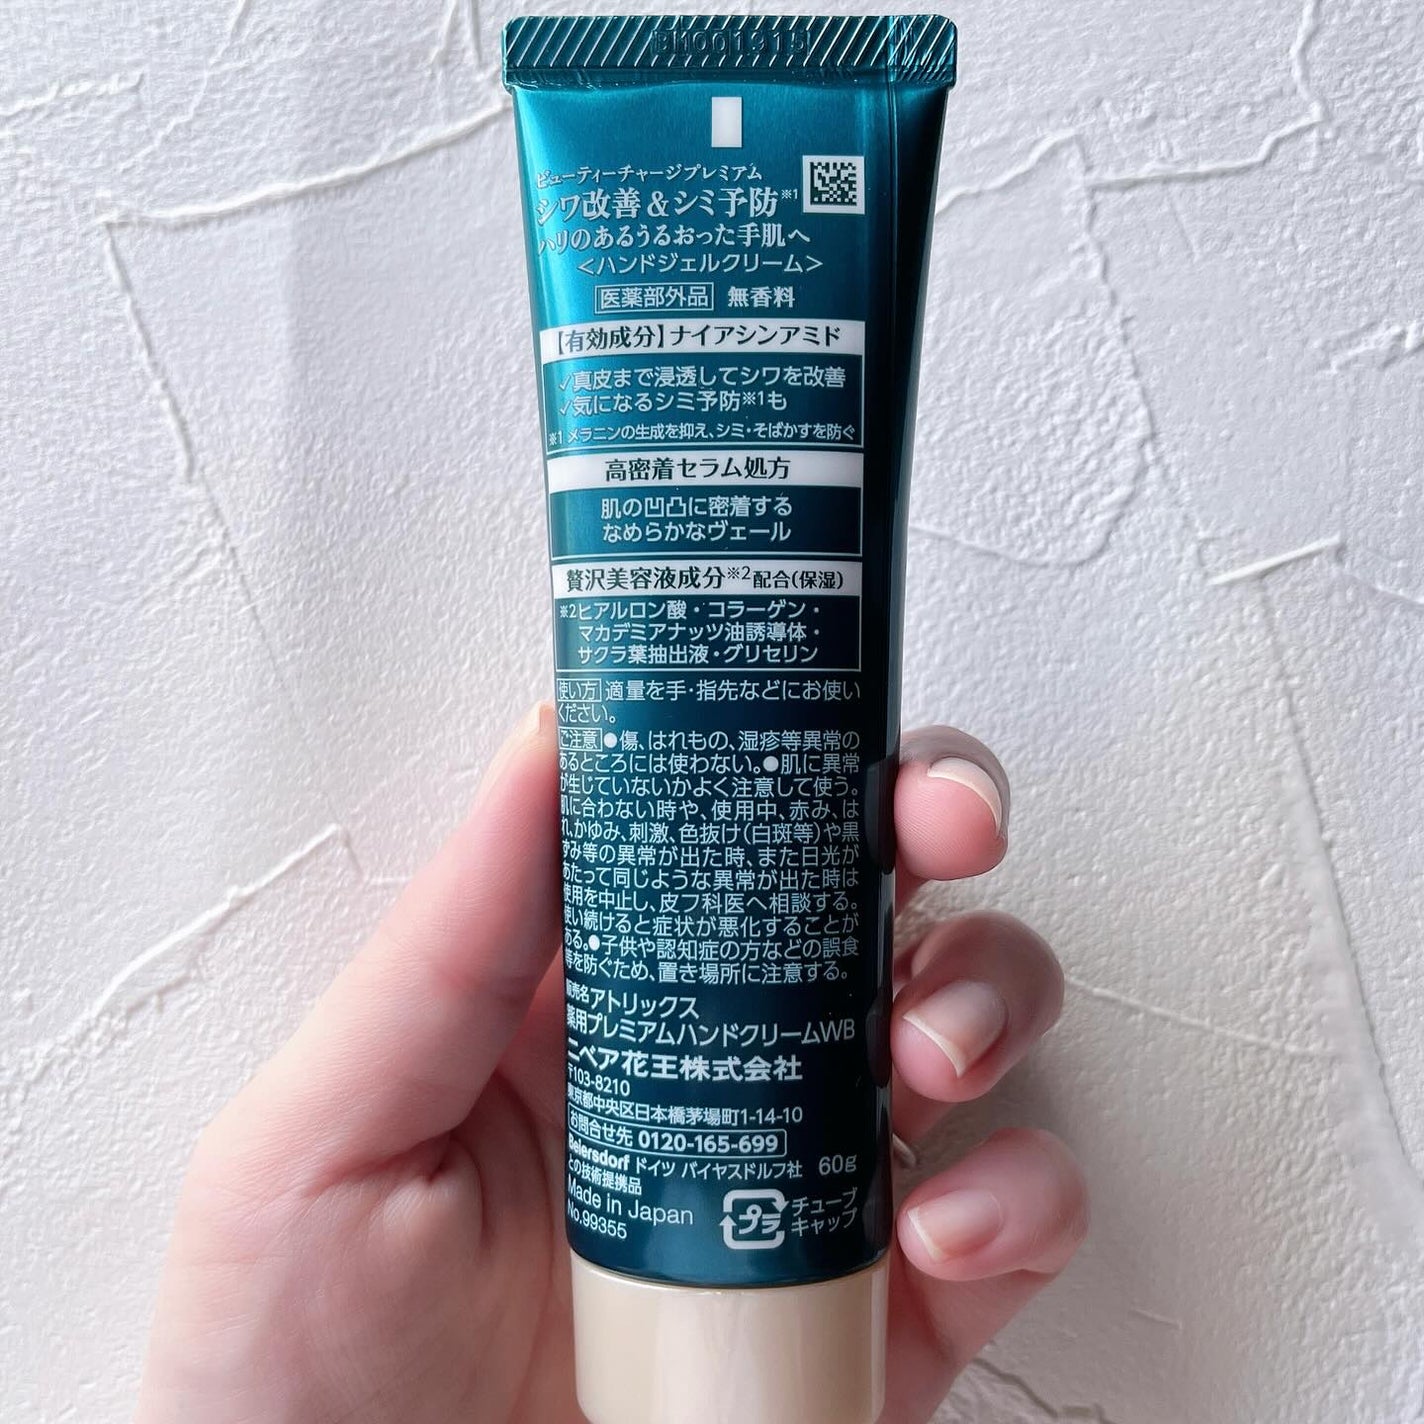 ビューティーチャージプレミアム
シワ改善&シミ予防※1
ハリのあるうるおった手肌へ
<ハンドジェルクリーム>
医薬部外品 無香料
【有効成分】ナイアシンアミド
✓真皮まで浸透してシワを改善
✓気になるシミ予防※1も
※1 メラニンの生成を抑え、シミ・そばかすを防ぐ
高密着セラム処方
肌の凹凸に密着する
なめらかなヴェール
贅沢美容液成分※2配合(保湿)
※2ヒアルロン酸・コラーゲン・
マカデミアナッツ油誘導体・
サクラ葉抽出液・グリセリン
使い方 適量を手・指先などにお使い
ください。
ご注意 ●傷、はれもの、湿疹等異常の
あるところには使わない。●肌に異常
が生じていないかよく注意して使う。
肌に合わない時や、使用中、赤み、は
れ、かゆみ、刺激、色抜け(白斑等)や黒
ずみ等の異常が出た時、また日光が
あたって同じような異常が出た時は
使用を中止し、皮フ科医へ相談する。
使い続けると症状が悪化することが
ある。●子供や認知症の方などの誤食
等を防ぐため、置き場所に注意する。
販売名アトリックス
薬用プレミアムハンドクリームWB
ニベア花王株式会社
〒103-8210
東京都中央区日本橋茅場町1-14-10
お問合せ先 0120-165-699
Beiersdorf ドイツ バイヤスドルフ社 60g
との技術提携品
Made in Japan
No.99355
プラ チューブ
キャップ